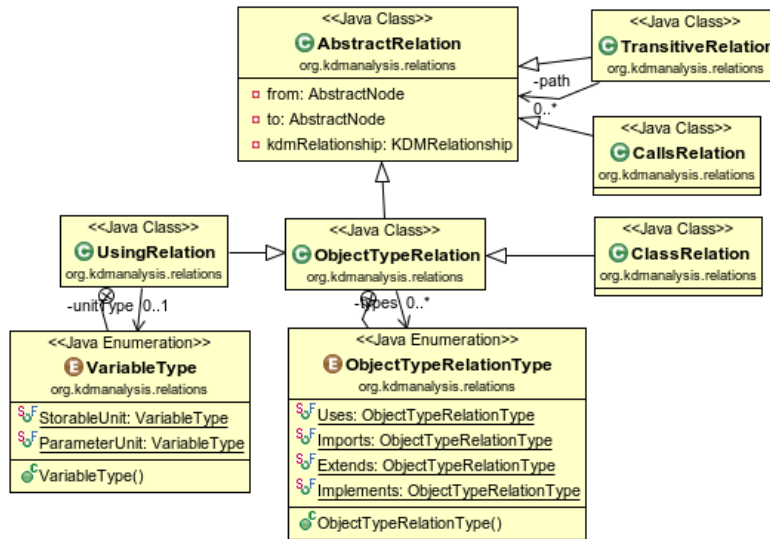 <<Java Class>>
AbstractRelation
org.kdmanalysis.relations
from: AbstractNode
to: AbstractNode
kdmRelationship: KDMRelationship
<<Java Class>>
TransitiveRelation
org.kdmanalysis.relations
-path
0..*
<<Java Class>>
CallsRelation
org.kdmanalysis.relations
<<Java Class>>
UsingRelation
org.kdmanalysis.relations
<<Java Class>>
ObjectTypeRelation
org.kdmanalysis.relations
<<Java Class>>
ClassRelation
org.kdmanalysis.relations
-unitType 0..1
-types 0..*
<<Java Enumeration>>
VariableType
org.kdmanalysis.relations
StorableUnit: VariableType
ParameterUnit: VariableType
VariableType()
<<Java Enumeration>>
ObjectTypeRelationType
org.kdmanalysis.relations
Uses: ObjectTypeRelationType
Imports: ObjectTypeRelationType
Extends: ObjectTypeRelationType
Implements: ObjectTypeRelationType
ObjectTypeRelationType()